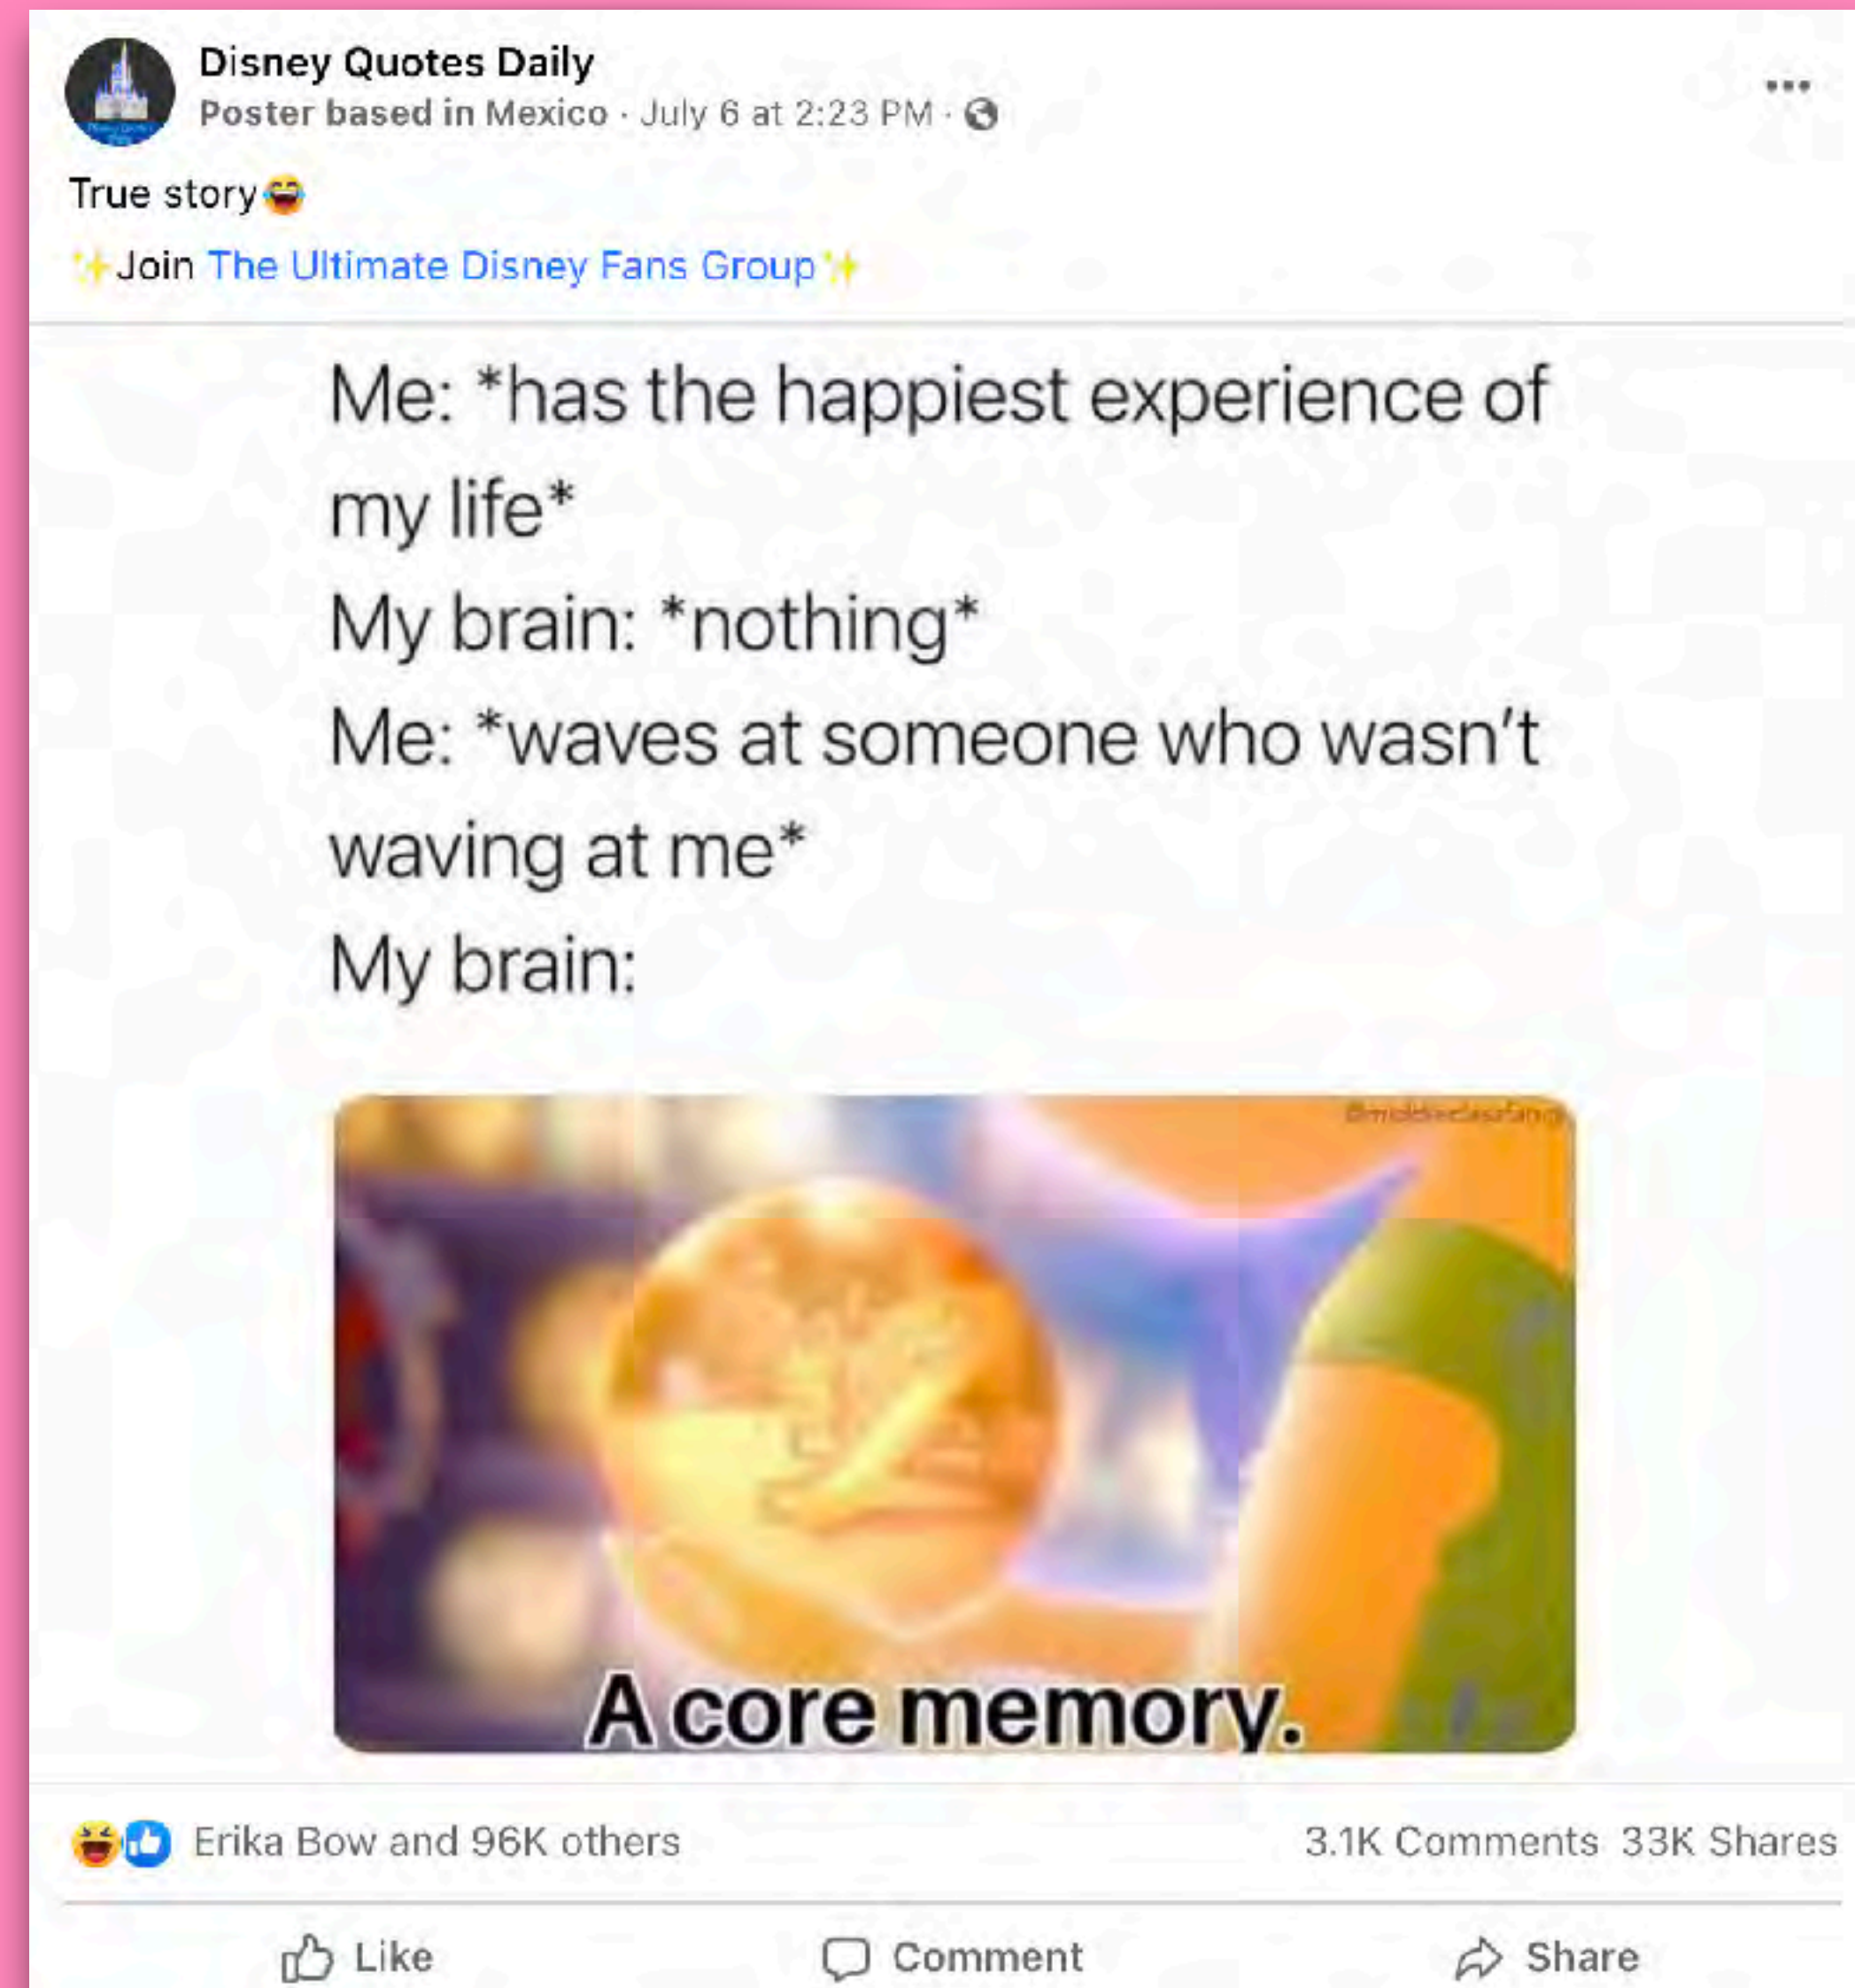 Disney Quotes Daily
Poster based in Mexico · July 6 at 2:23 PM ·
True story😂
✨Join The Ultimate Disney Fans Group✨
Me: *has the happiest experience of
my life*
My brain: *nothing*
Me: *waves at someone who wasn't
waving at me*
My brain:
A core memory.
Erika Bow and 96K others
3.1K Comments 33K Shares
Like
Comment
Share